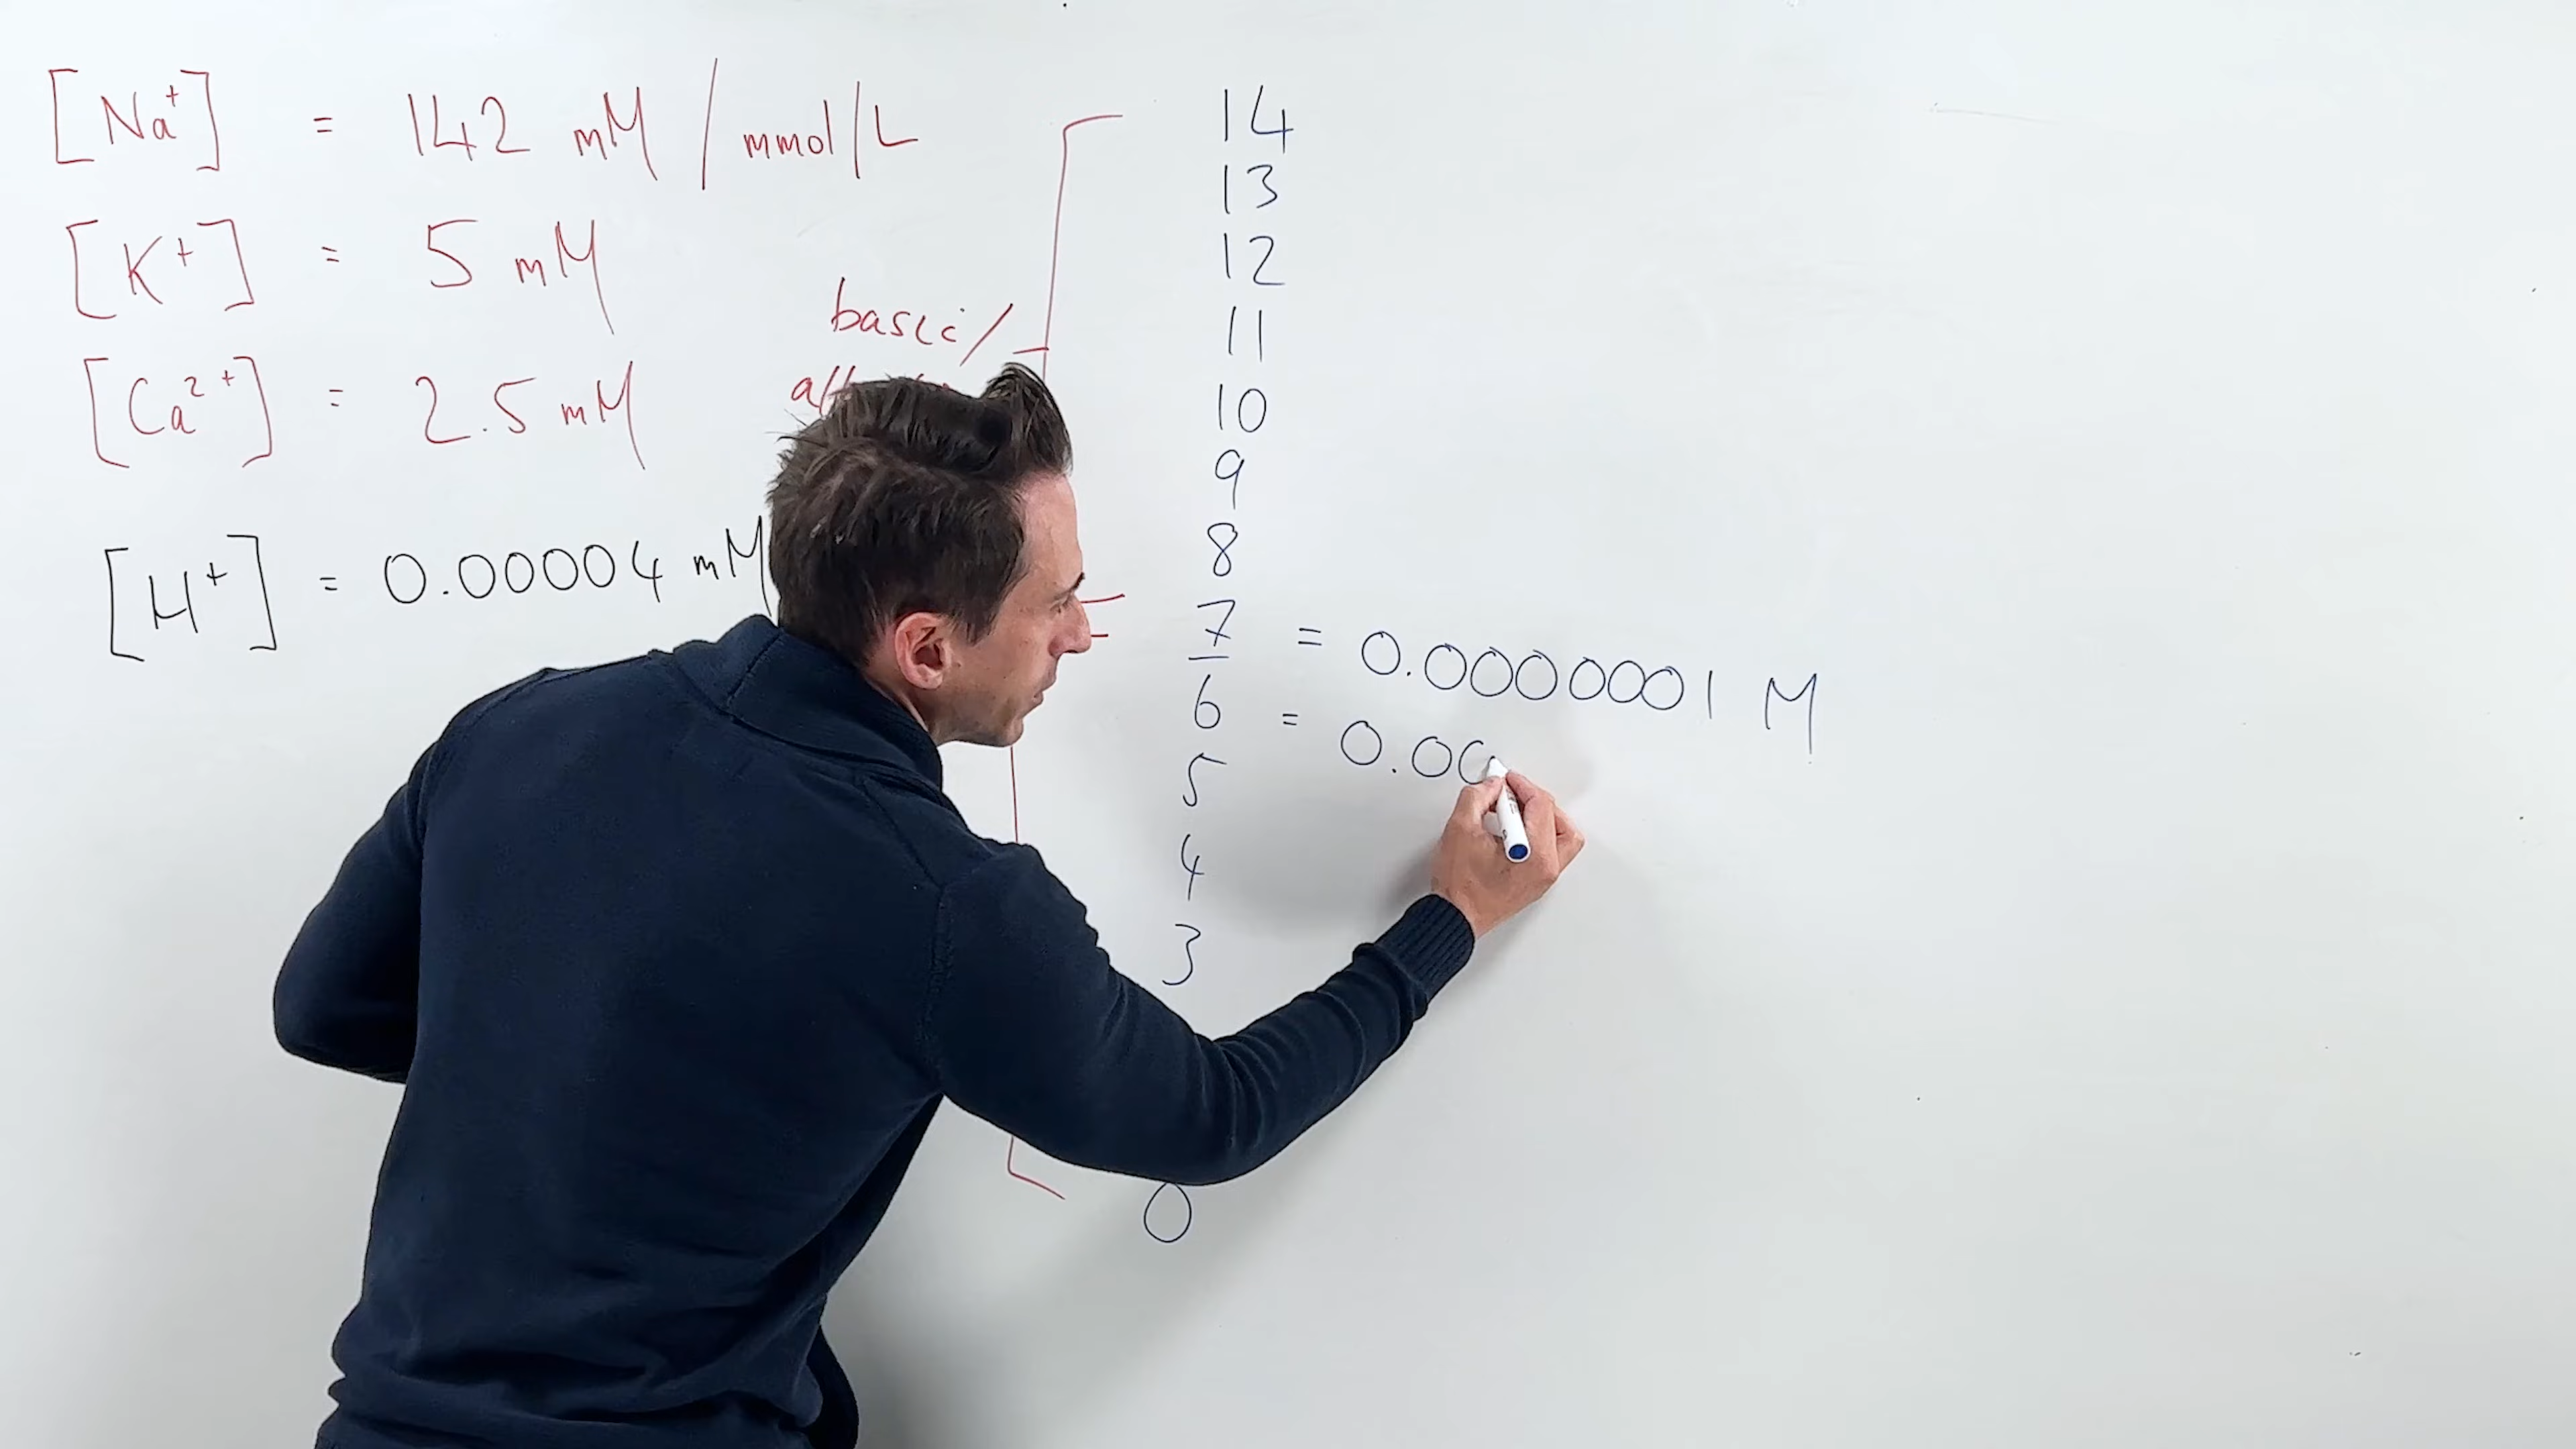 [Na⁺] = 142 mM / mmol/L
[K⁺] = 5 mM
[Ca²⁺] = 2.5 mM
[H⁺] = 0.00004 mM
basic/
14
13
12
11
10
9
8
7 = 0.0000001 M
6 = 0.00
5
4
3
0